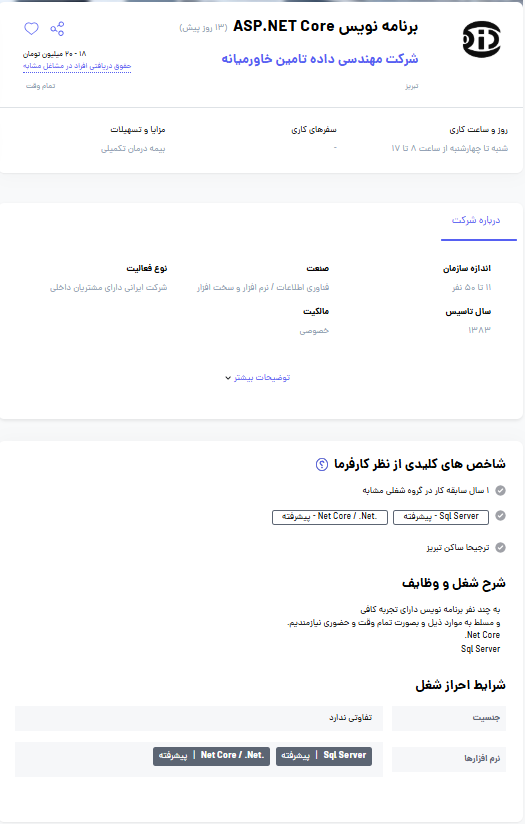 برنامه نویس ASP.NET Core (۱۳ روز پیش)
شرکت مهندسی داده تامین خاورمیانه
تبریز
۱۸ - ۲۰ میلیون تومان
حقوق دریافتی افراد در مشاغل مشابه
تمام وقت
روز و ساعت کاری
شنبه تا چهارشنبه از ساعت ۸ تا ۱۷
سفرهای کاری
-
مزایا و تسهیلات
بیمه درمان تکمیلی
درباره شرکت
اندازه سازمان
۱۱ تا ۵۰ نفر
صنعت
فناوری اطلاعات / نرم افزار و سخت افزار
نوع فعالیت
شرکت ایرانی دارای مشتریان داخلی
سال تاسیس
۱۳۸۳
مالکیت
خصوصی
توضیحات بیشتر
شاخص های کلیدی از نظر کارفرما
۱ سال سابقه کار در گروه شغلی مشابه
Sql Server - پیشرفته
.Net Core / .Net - پیشرفته
ترجیحا ساکن تبریز
شرح شغل و وظایف
به چند نفر برنامه نویس دارای تجربه کافی
و مسلط به موارد ذیل و بصورت تمام وقت و حضوری نیازمندیم.
.Net Core
Sql Server
شرایط احراز شغل
جنسیت
تفاوتی ندارد
نرم افزارها
Sql Server | پیشرفته
.Net Core / .Net | پیشرفته